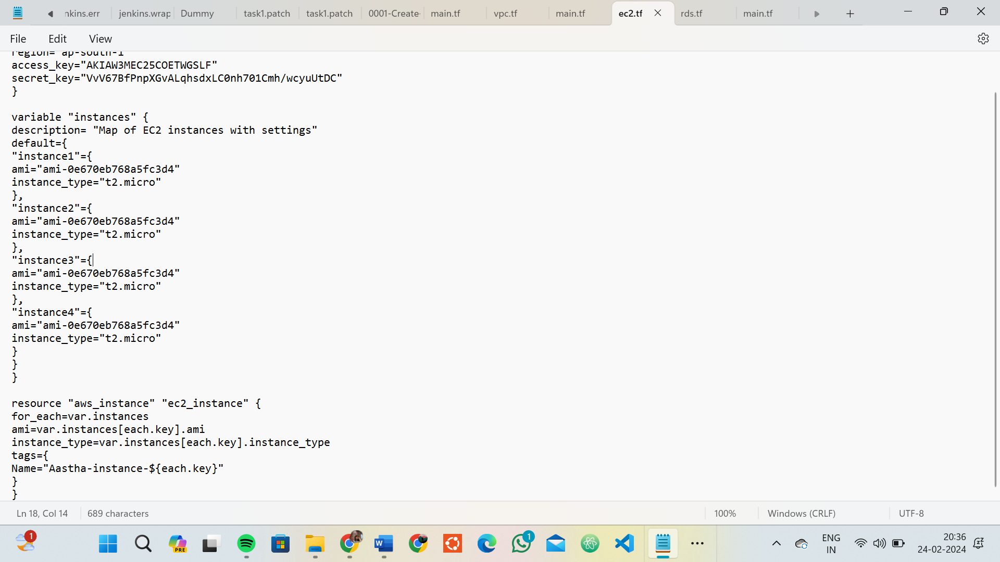 nkins.err jenkins.wrap Dummy task1.patch task1.patch 0001-Create- main.tf vpc.tf main.tf ec2.tf rds.tf main.tf
File Edit View
region="ap-south-1
access_key="AKIAW3MEC25COETWGSLF"
secret_key="VvV67BfPnpXGvALqhsdxLC0nh701Cmh/wcyuUtDC"
}
variable "instances" {
description= "Map of EC2 instances with settings"
default={
"instance1"={
ami="ami-0e670eb768a5fc3d4"
instance_type="t2.micro"
},
"instance2"={
ami="ami-0e670eb768a5fc3d4"
instance_type="t2.micro"
},
"instance3"={
ami="ami-0e670eb768a5fc3d4"
instance_type="t2.micro"
},
"instance4"={
ami="ami-0e670eb768a5fc3d4"
instance_type="t2.micro"
}
}
}
resource "aws_instance" "ec2_instance" {
for_each=var.instances
ami=var.instances[each.key].ami
instance_type=var.instances[each.key].instance_type
tags={
Name="Aastha-instance-${each.key}"
}
}
Ln 18, Col 14 689 characters 100% Windows (CRLF) UTF-8
1 PRE W 1 ENG 20:36
IN 24-02-2024